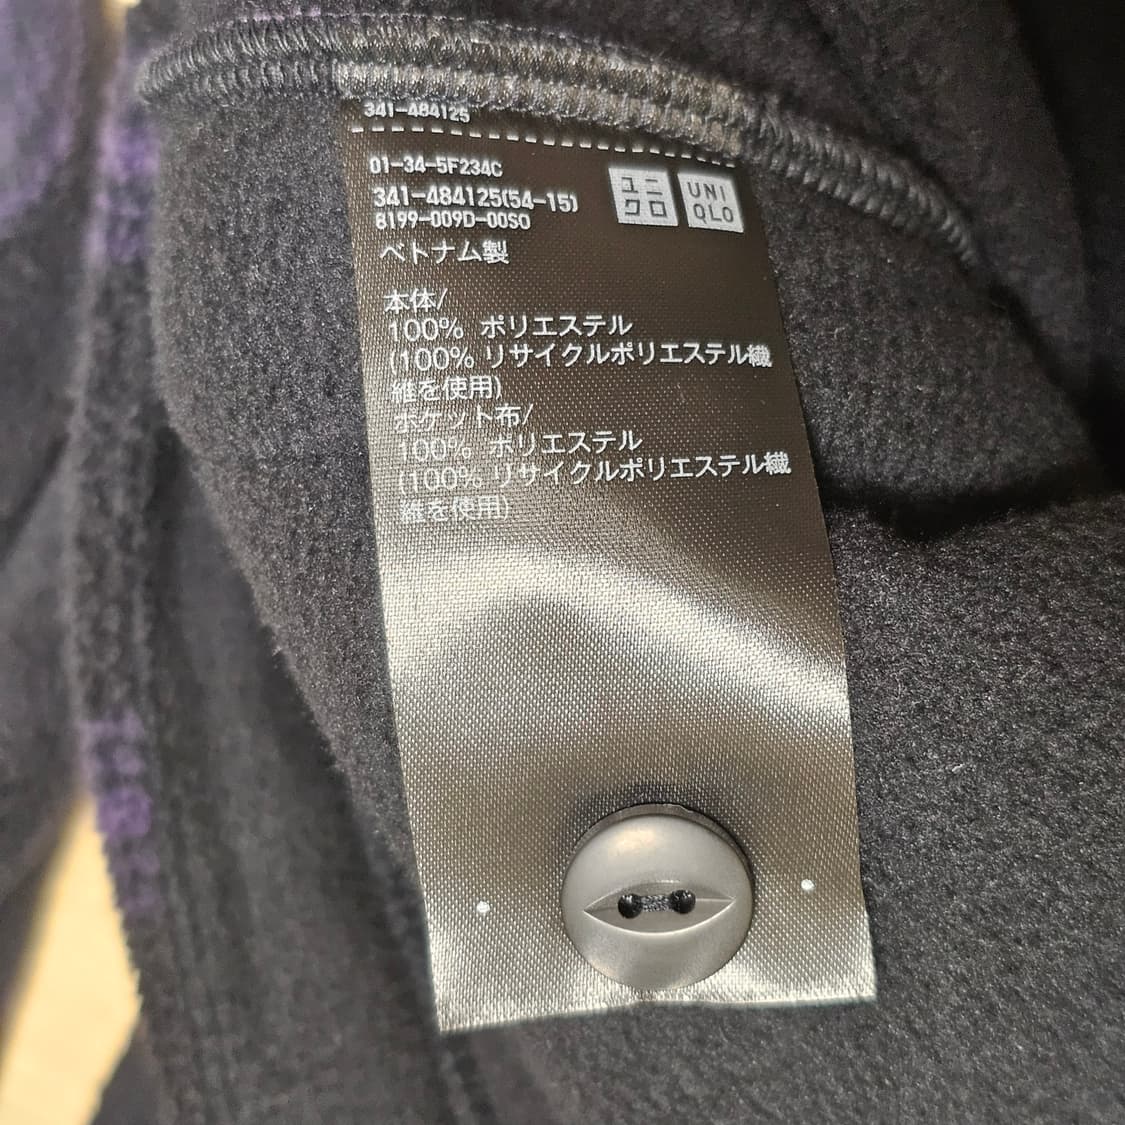 341-484125
01-34-5F234C
341-484125(54-15)
8199-009D-00SO
ユニ
クロ
UNI
QLO
ベトナム製
本体/
100% ポリエステル
(100% リサイクルポリエステル繊
維を使用)
ポケット布/
100% ポリエステル
(100% リサイクルポリエステル繊
維を使用)